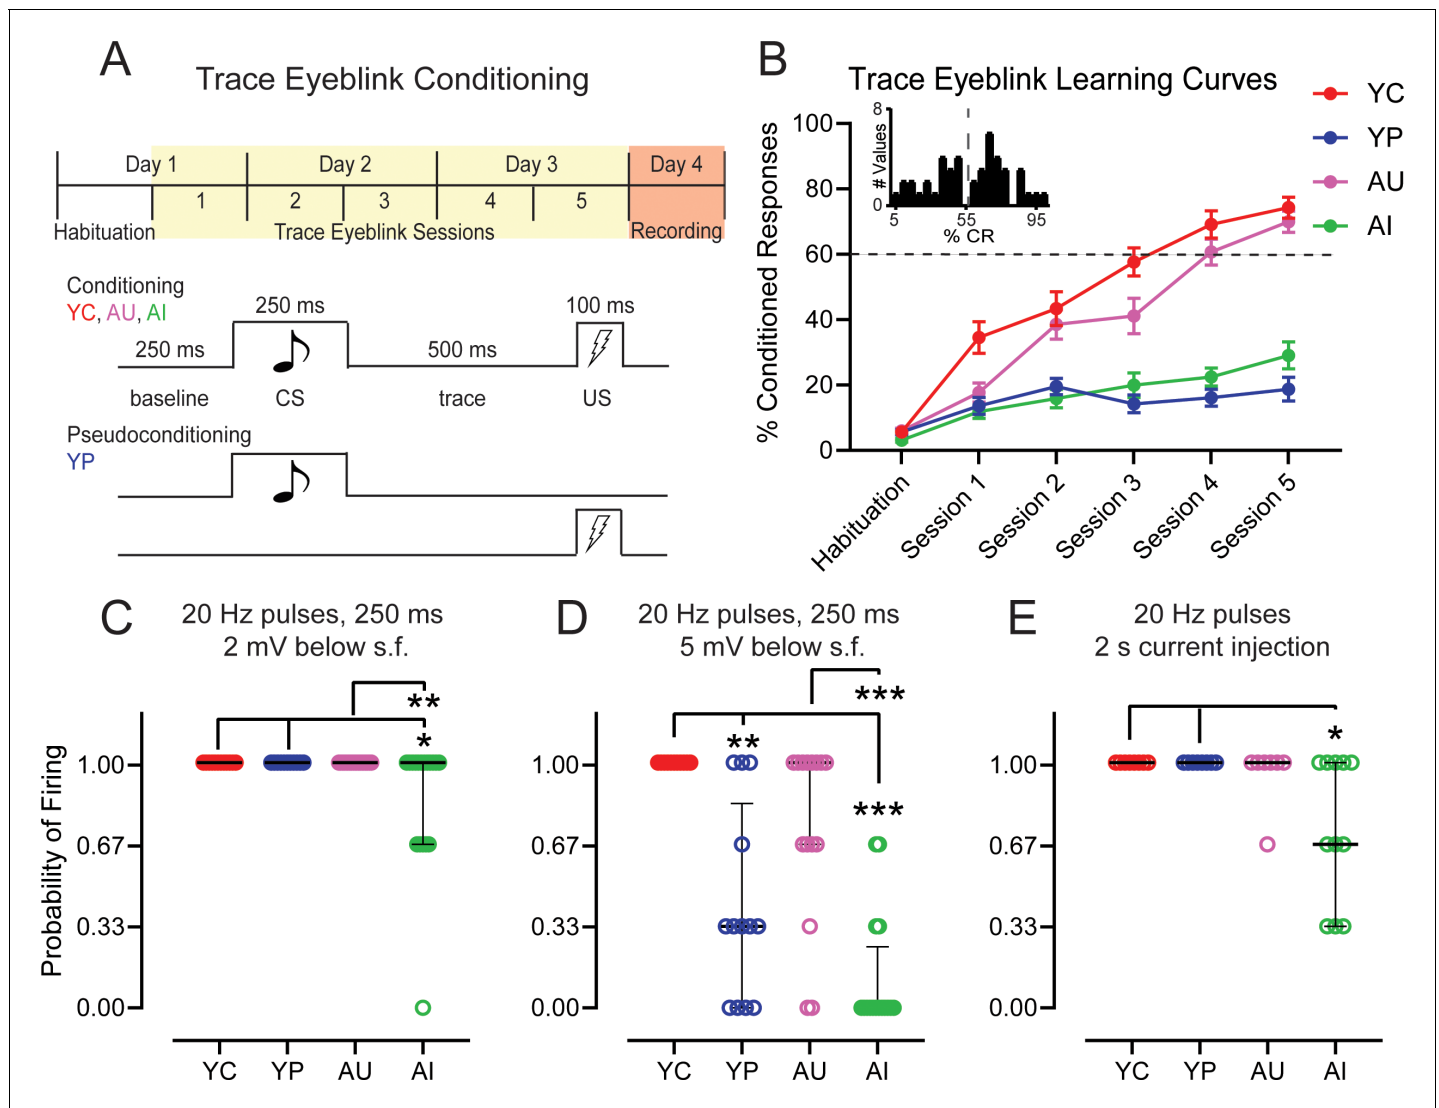 A
Trace Eyeblink Conditioning
Day 1 Day 2 Day 3 Day 4
1 2 3 4 5
Habituation Trace Eyeblink Sessions Recording
Conditioning
YC, AU, AI
250 ms 100 ms
250 ms 500 ms
baseline CS trace US
Pseudoconditioning
YP
B
Trace Eyeblink Learning Curves
YC
YP
AU
AI
% Conditioned Responses
100
80
60
40
20
0
Habituation
Session 1
Session 2
Session 3
Session 4
Session 5
# Values
8
0
5 55 95
% CR
C
20 Hz pulses, 250 ms
2 mV below s.f.
**
*
Probability of Firing
1.00
0.67
0.33
0.00
YC YP AU AI
D
20 Hz pulses, 250 ms
5 mV below s.f.
***
**
***
1.00
0.67
0.33
0.00
YC YP AU AI
E
20 Hz pulses
2 s current injection
*
1.00
0.67
0.33
0.00
YC YP AU AI